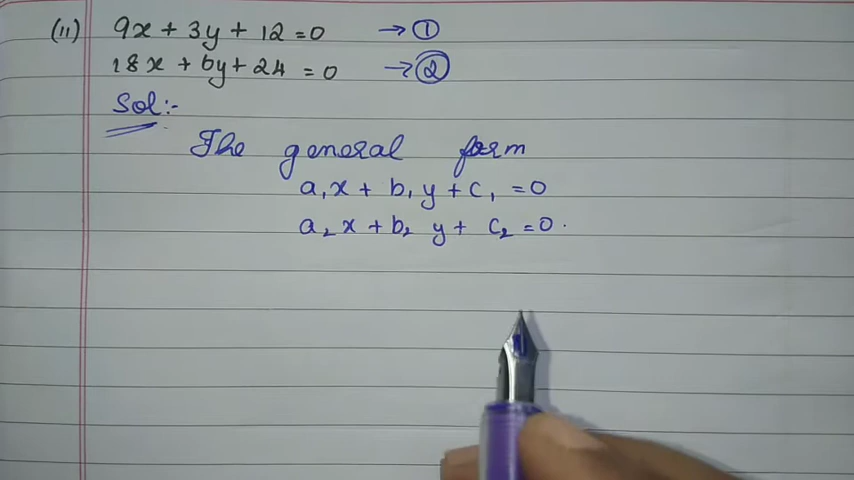 (11) 9x + 3y + 12 = 0 → ①
18x + 6y + 24 = 0 → ②
Sol:-
The general form
a₁x + b₁y + c₁ = 0
a₂x + b₂y + c₂ = 0.